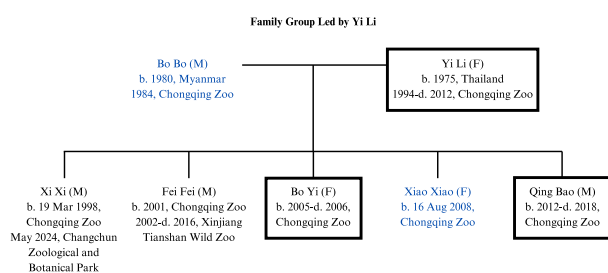 Family Group Led by Yi Li
Bo Bo (M)
b. 1980, Myanmar
1984, Chongqing Zoo
Yi Li (F)
b. 1975, Thailand
1994-d. 2012, Chongqing Zoo
Xi Xi (M)
b. 19 Mar 1998,
Chongqing Zoo
May 2024, Changchun
Zoological and
Botanical Park
Fei Fei (M)
b. 2001, Chongqing Zoo
2002-d. 2016, Xinjiang
Tianshan Wild Zoo
Bo Yi (F)
b. 2005-d. 2006,
Chongqing Zoo
Xiao Xiao (F)
b. 16 Aug 2008,
Chongqing Zoo
Qing Bao (M)
b. 2012-d. 2018,
Chongqing Zoo